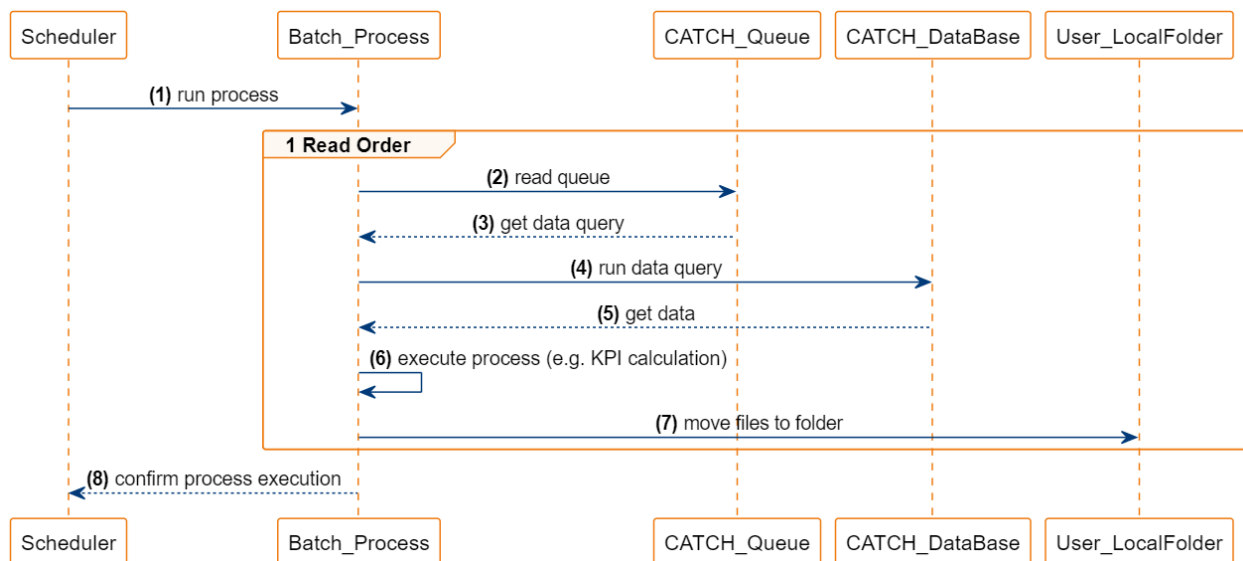 Scheduler Batch_Process CATCH_Queue CATCH_DataBase User_LocalFolder
(1) run process
1 Read Order
(2) read queue
(3) get data query
(4) run data query
(5) get data
(6) execute process (e.g. KPI calculation)
(7) move files to folder
(8) confirm process execution
Scheduler Batch_Process CATCH_Queue CATCH_DataBase User_LocalFolder